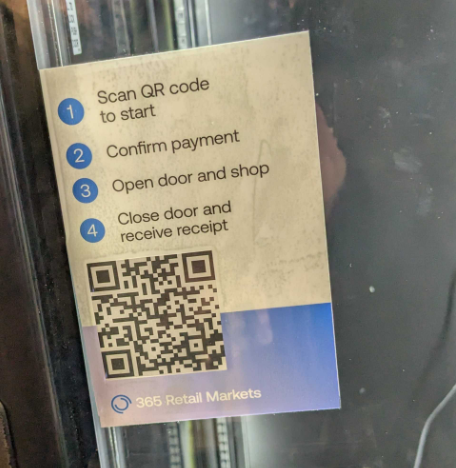 1 Scan QR code
to start
2 Confirm payment
3 Open door and shop
4 Close door and
receive receipt
365 Retail Markets